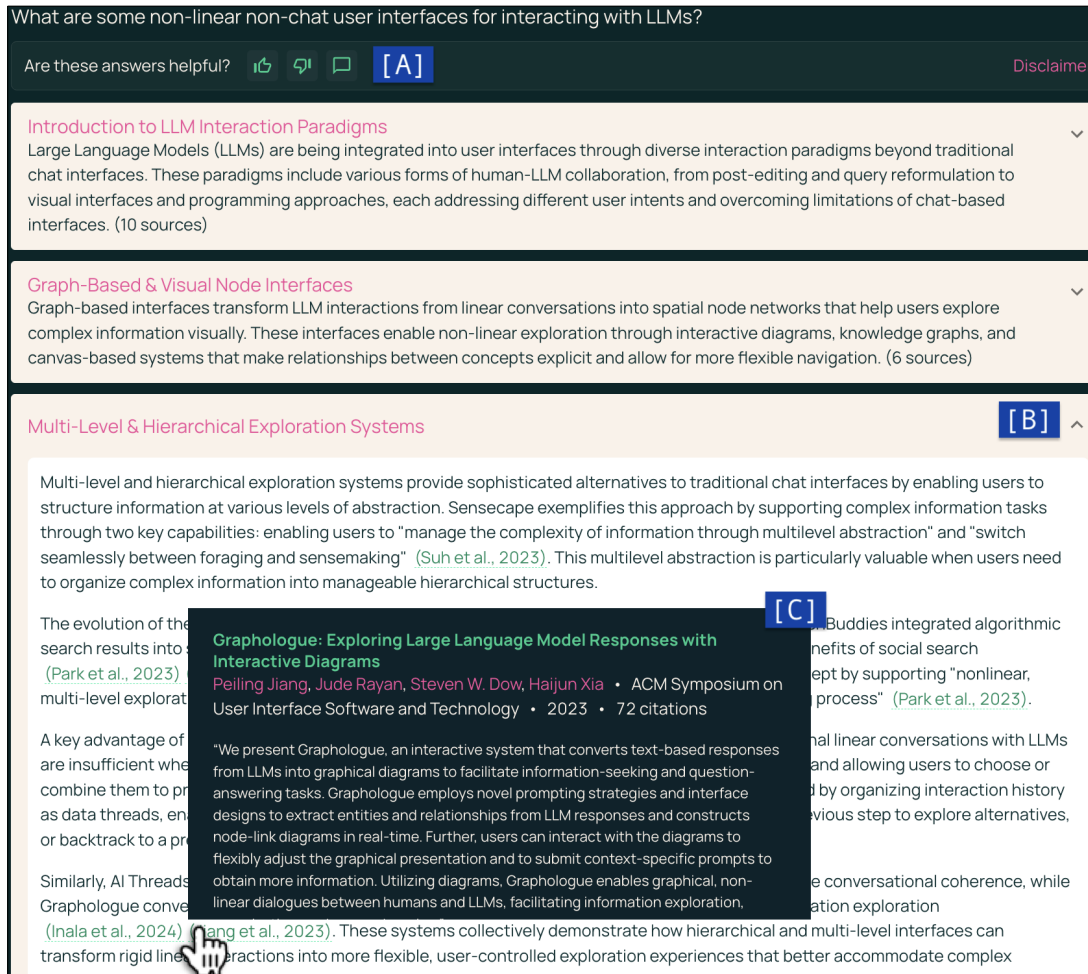 What are some non-linear non-chat user interfaces for interacting with LLMs?
Are these answers helpful? [A] Disclaime
Introduction to LLM Interaction Paradigms
Large Language Models (LLMs) are being integrated into user interfaces through diverse interaction paradigms beyond traditional
chat interfaces. These paradigms include various forms of human-LLM collaboration, from post-editing and query reformulation to
visual interfaces and programming approaches, each addressing different user intents and overcoming limitations of chat-based
interfaces. (10 sources)
Graph-Based & Visual Node Interfaces
Graph-based interfaces transform LLM interactions from linear conversations into spatial node networks that help users explore
complex information visually. These interfaces enable non-linear exploration through interactive diagrams, knowledge graphs, and
canvas-based systems that make relationships between concepts explicit and allow for more flexible navigation. (6 sources)
[B]
Multi-Level & Hierarchical Exploration Systems
Multi-level and hierarchical exploration systems provide sophisticated alternatives to traditional chat interfaces by enabling users to
structure information at various levels of abstraction. Sensecape exemplifies this approach by supporting complex information tasks
through two key capabilities: enabling users to "manage the complexity of information through multilevel abstraction" and "switch
seamlessly between foraging and sensemaking" (Suh et al., 2023). This multilevel abstraction is particularly valuable when users need
to organize complex information into manageable hierarchical structures.
The evolution of the Buddies integrated algorithmic
search results into nefits of social search
(Park et al., 2023) ept by supporting "nonlinear,
multi-level explorat process" (Park et al., 2023).
A key advantage of nal linear conversations with LLMs
are insufficient whe and allowing users to choose or
combine them to pr d by organizing interaction history
as data threads, en vious step to explore alternatives,
or backtrack to a pr
Similarly, AI Threads e conversational coherence, while
Graphologue conve ation exploration
(Inala et al., 2024) (Jiang et al., 2023). These systems collectively demonstrate how hierarchical and multi-level interfaces can
transform rigid line eractions into more flexible, user-controlled exploration experiences that better accommodate complex
[C]
Graphologue: Exploring Large Language Model Responses with
Interactive Diagrams
Peiling Jiang, Jude Rayan, Steven W. Dow, Haijun Xia • ACM Symposium on
User Interface Software and Technology • 2023 • 72 citations
“We present Graphologue, an interactive system that converts text-based responses
from LLMs into graphical diagrams to facilitate information-seeking and question-
answering tasks. Graphologue employs novel prompting strategies and interface
designs to extract entities and relationships from LLM responses and constructs
node-link diagrams in real-time. Further, users can interact with the diagrams to
flexibly adjust the graphical presentation and to submit context-specific prompts to
obtain more information. Utilizing diagrams, Graphologue enables graphical, non-
linear dialogues between humans and LLMs, facilitating information exploration,